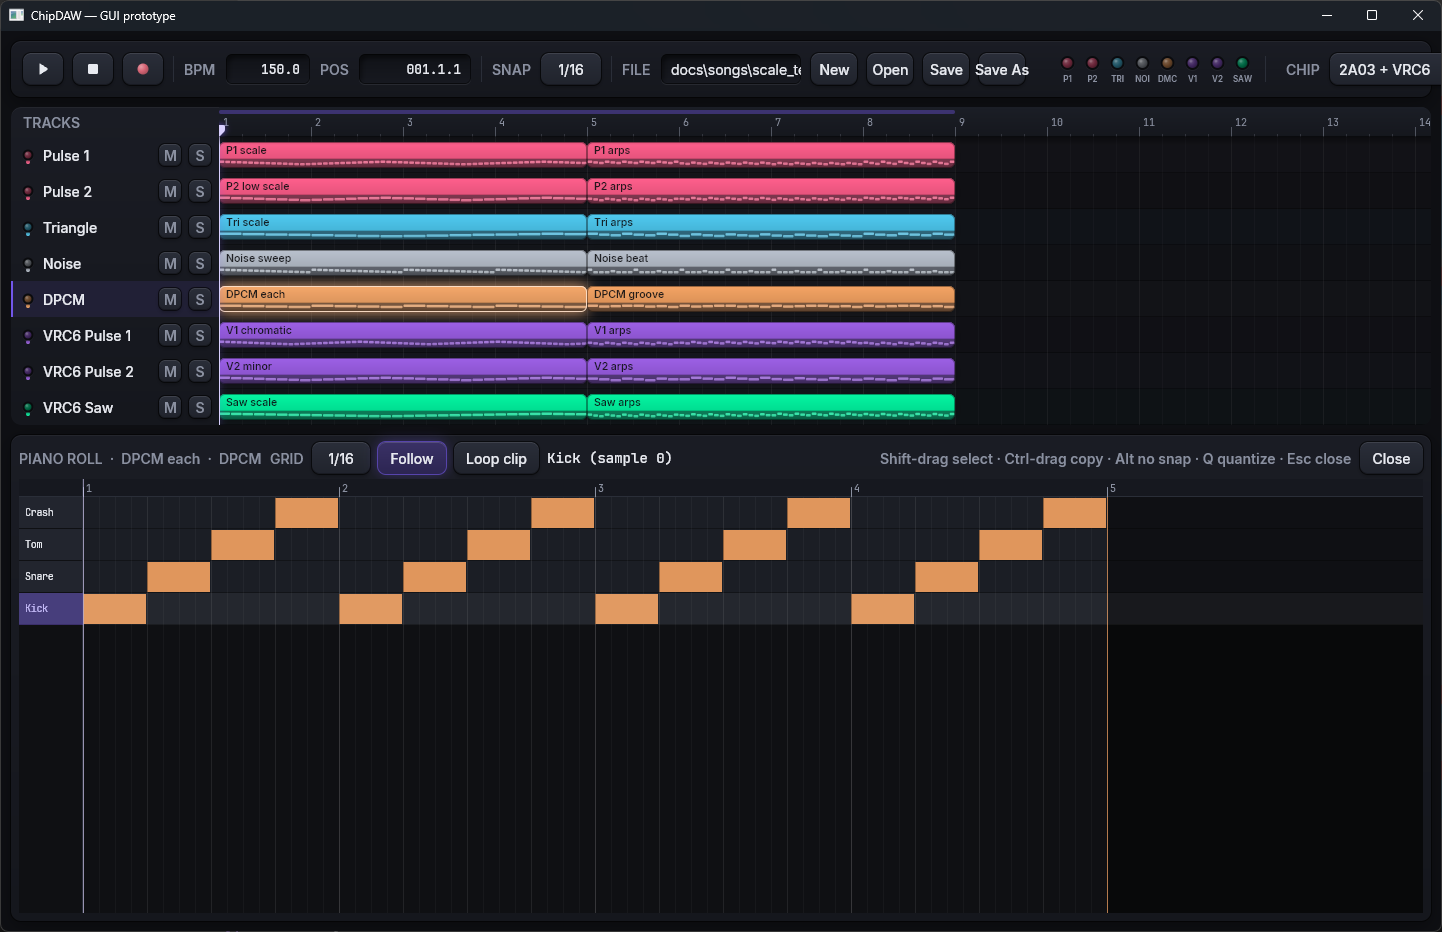 ChipDAW — GUI prototype
BPM 150.0 POS 001.1.1 SNAP 1/16 FILE docs\songs\scale_te New Open Save Save As P1 P2 TRI NOI DMC V1 V2 SAW CHIP 2A03 + VRC6
TRACKS 1 2 3 4 5 6 7 8 9 10 11 12 13 14
Pulse 1 M S P1 scale P1 arps
Pulse 2 M S P2 low scale P2 arps
Triangle M S Tri scale Tri arps
Noise M S Noise sweep Noise beat
DPCM M S DPCM each DPCM groove
VRC6 Pulse 1 M S V1 chromatic V1 arps
VRC6 Pulse 2 M S V2 minor V2 arps
VRC6 Saw M S Saw scale Saw arps
PIANO ROLL · DPCM each · DPCM GRID 1/16 Follow Loop clip Kick (sample 0) Shift-drag select · Ctrl-drag copy · Alt no snap · Q quantize · Esc close Close
1 2 3 4 5
Crash
Tom
Snare
Kick